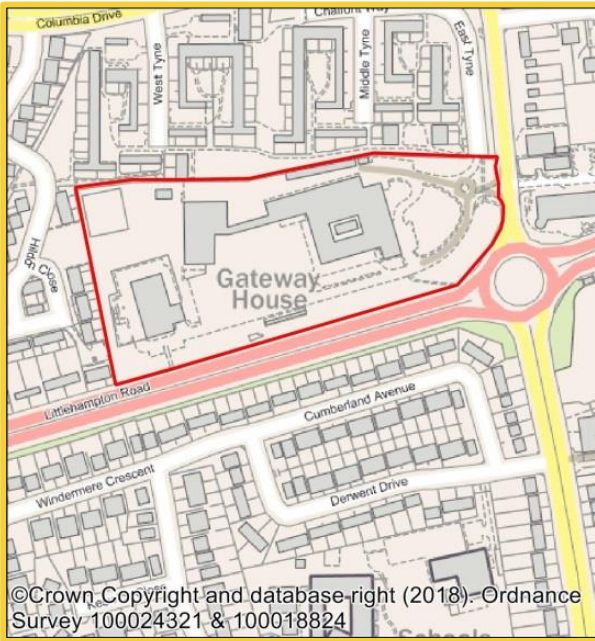 Columbia Drive
Chalfont Way
East Tyne
West Tyne
Middle Tyne
Hildon Close
Gateway
House
Littlehampton Road
Cumberland Avenue
Windermere Crescent
Derwent Drive
©Crown Copyright and database right (2018). Ordnance
Survey 100024321 & 100018824